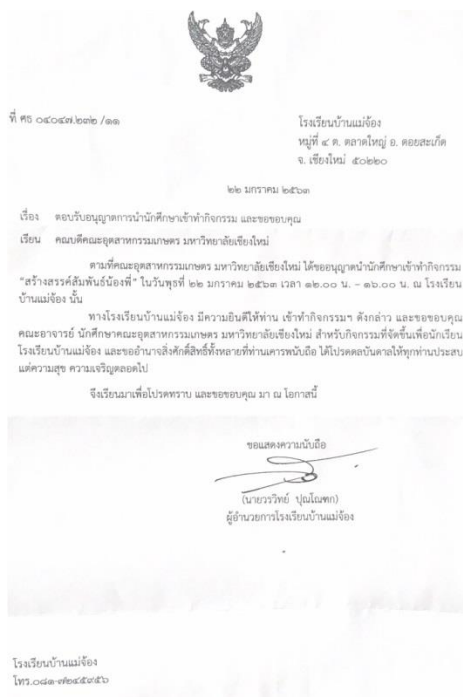 ที่ ศธ ๐๔๐๔๗.๒๓๒ /๑๑
โรงเรียนบ้านแม่จ้อง
หมู่ที่ ๔ ต. ตลาดใหญ่ อ. ดอยสะเก็ด
จ. เชียงใหม่ ๕๐๒๒๐
๒๒ มกราคม ๒๕๖๓
เรื่อง ตอบรับอนุญาตการนำนักศึกษาเข้าทำกิจกรรม และขอขอบคุณ
เรียน คณบดีคณะอุตสาหกรรมเกษตร มหาวิทยาลัยเชียงใหม่
ตามที่คณะอุตสาหกรรมเกษตร มหาวิทยาลัยเชียงใหม่ ได้ขออนุญาตนำนักศึกษาเข้าทำกิจกรรม
"สร้างสรรค์สัมพันธ์น้องพี่" ในวันพุธที่ ๒๒ มกราคม ๒๕๖๓ เวลา ๑๒.๐๐ น. – ๑๖.๐๐ น. ณ โรงเรียน
บ้านแม่จ้อง นั้น
ทางโรงเรียนบ้านแม่จ้อง มีความยินดีให้ท่าน เข้าทำกิจกรรมฯ ดังกล่าว และขอขอบคุณ
คณะอาจารย์ นักศึกษาคณะอุตสาหกรรมเกษตร มหาวิทยาลัยเชียงใหม่ สำหรับกิจกรรมที่จัดขึ้นเพื่อนักเรียน
โรงเรียนบ้านแม่จ้อง และขออำนาจสิ่งศักดิ์สิทธิ์ทั้งหลายที่ท่านเคารพนับถือ ได้โปรดดลบันดาลให้ทุกท่านประสบ
แต่ความสุข ความเจริญตลอดไป
จึงเรียนมาเพื่อโปรดทราบ และขอขอบคุณ มา ณ โอกาสนี้
ขอแสดงความนับถือ
(นายวรวิทย์ ปุณโณฑก)
ผู้อำนวยการโรงเรียนบ้านแม่จ้อง
โรงเรียนบ้านแม่จ้อง
โทร.๐๘๑-๗๒๔๕๙๕๖